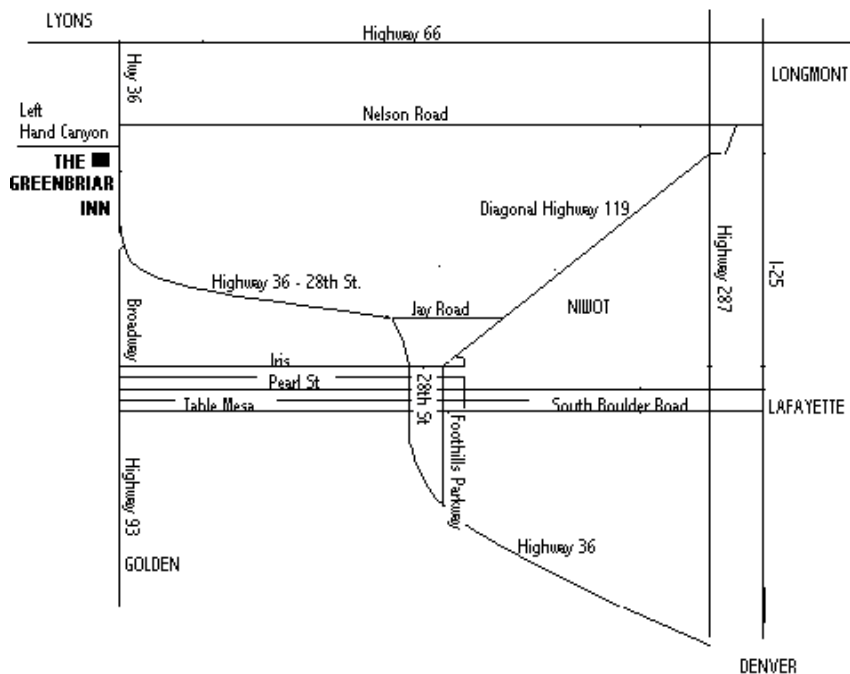 LYONS
Highway 66
Hwy 36
LONGMONT
Left
Hand Canyon
Nelson Road
THE
GREENBRIAR
INN
Diagonal Highway 119
Highway 287
I-25
Highway 36 - 28th St.
Jay Road
NIWOT
Broadway
Iris
Pearl St
28th St
Table Mesa
South Boulder Road
LAFAYETTE
Foothills Parkway
Highway 93
Highway 36
GOLDEN
DENVER